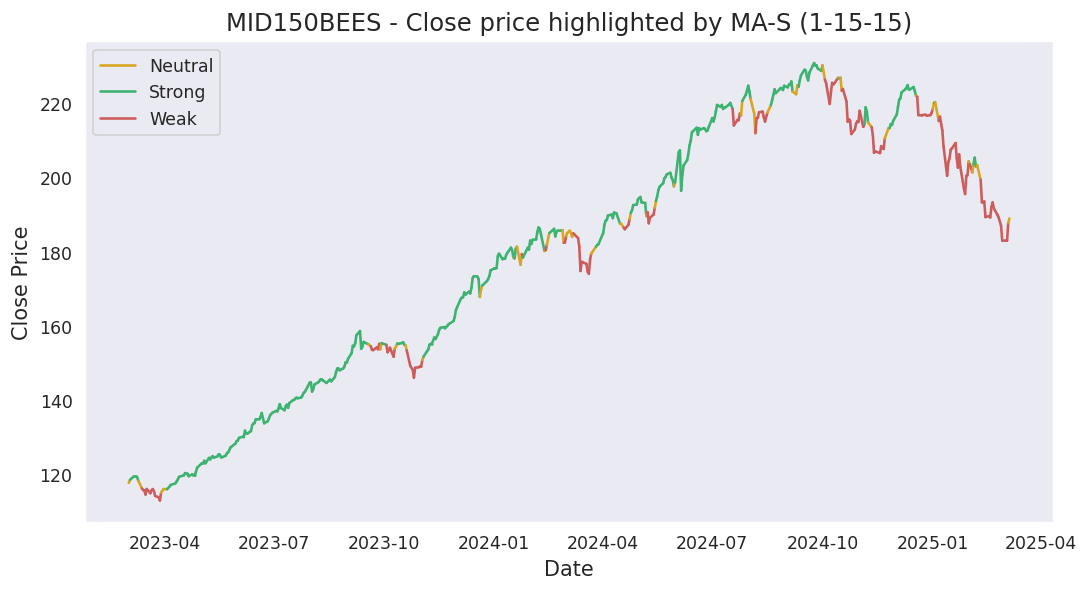 MID150BEES - Close price highlighted by MA-S (1-15-15)
Neutral
Strong
Weak
Close Price
220
200
180
160
140
120
2023-04 2023-07 2023-10 2024-01 2024-04 2024-07 2024-10 2025-01 2025-04
Date